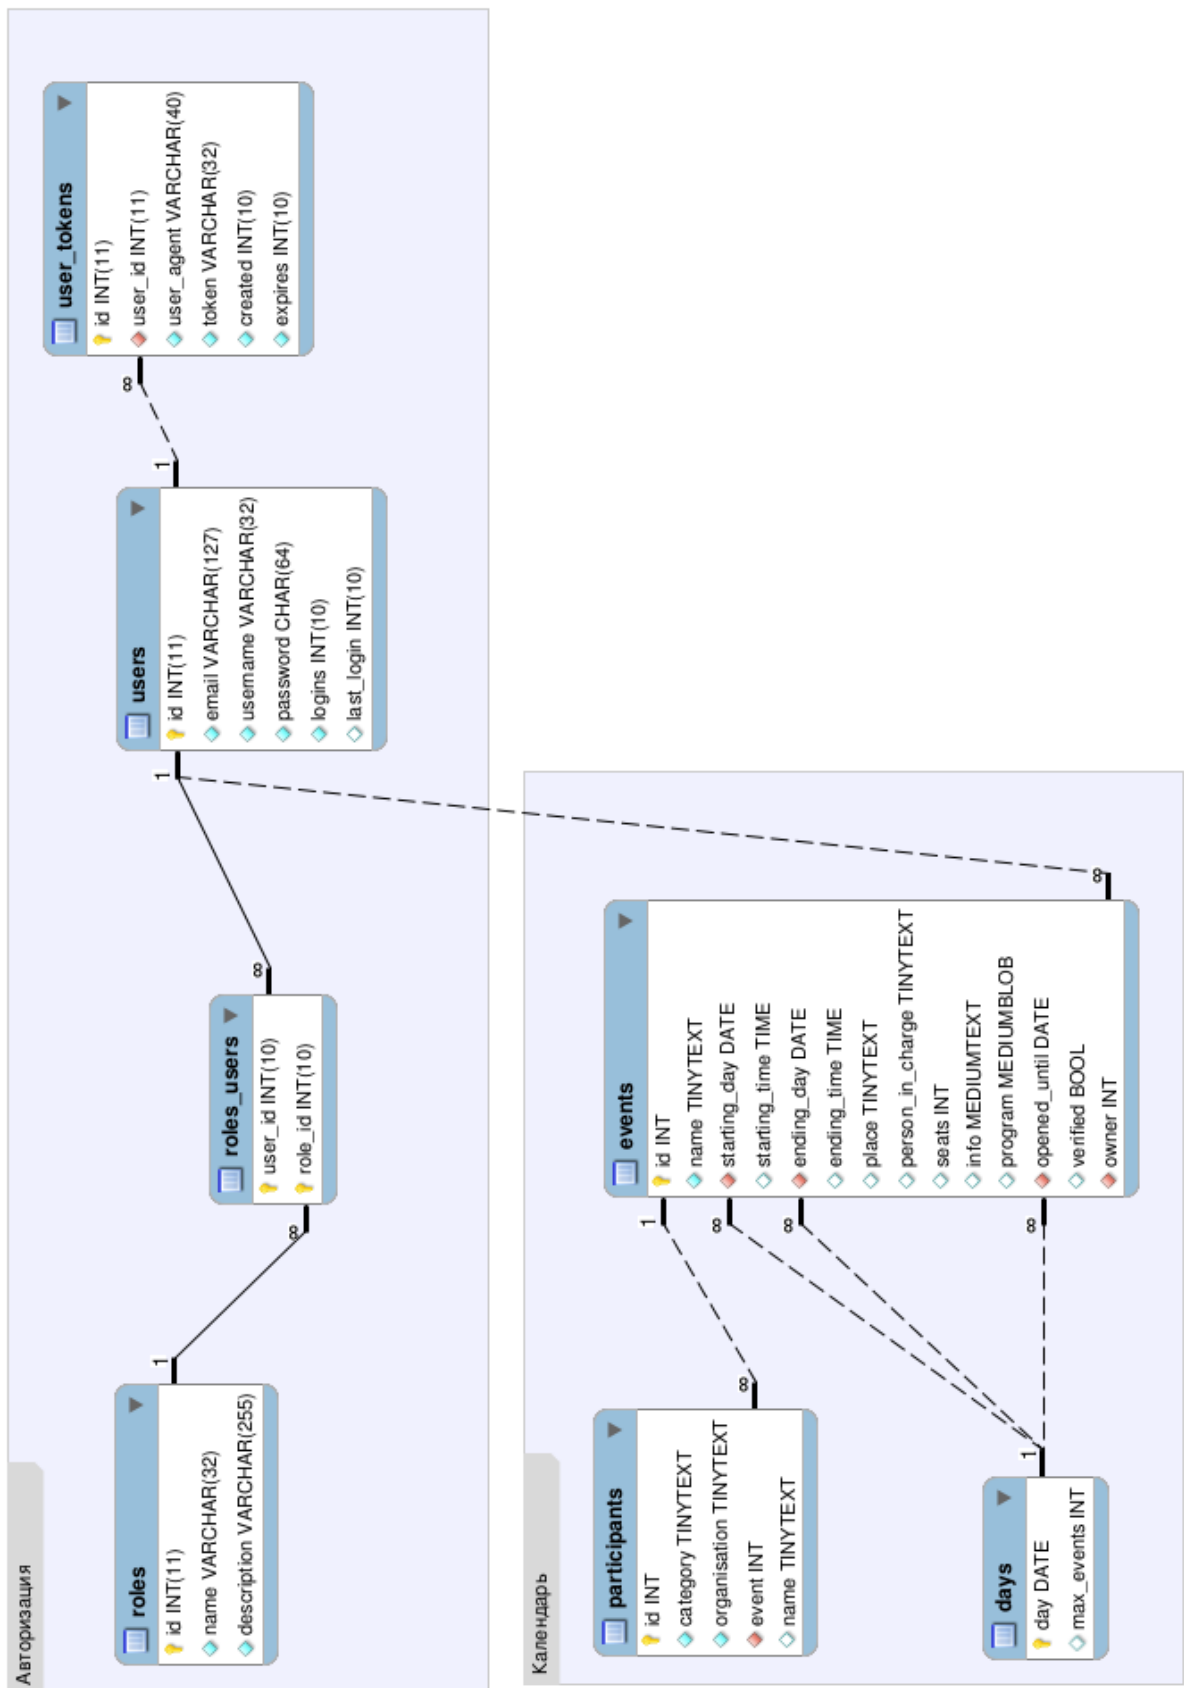 Авторизация
roles
id INT(11)
name VARCHAR(32)
description VARCHAR(255)
1
∞
roles_users
user_id INT(10)
role_id INT(10)
∞
1
users
id INT(11)
email VARCHAR(127)
username VARCHAR(32)
password CHAR(64)
logins INT(10)
last_login INT(10)
1
∞
user_tokens
id INT(11)
user_id INT(11)
user_agent VARCHAR(40)
token VARCHAR(32)
created INT(10)
expires INT(10)
Календарь
participants
id INT
category TINYTEXT
organisation TINYTEXT
event INT
name TINYTEXT
∞
1
days
day DATE
max_events INT
1
∞
∞
∞
events
id INT
name TINYTEXT
starting_day DATE
starting_time TIME
ending_day DATE
ending_time TIME
place TINYTEXT
person_in_charge TINYTEXT
seats INT
info MEDIUMTEXT
program MEDIUMBLOB
opened_until DATE
verified BOOL
owner INT
∞